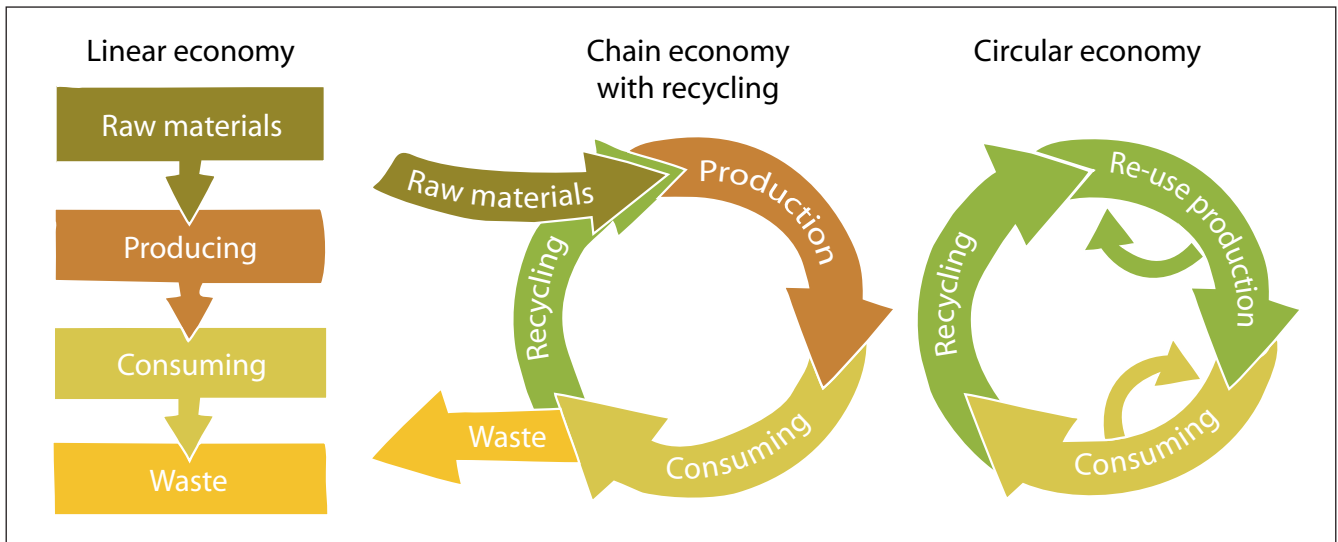 Linear economy
Raw materials
Producing
Consuming
Waste
Chain economy
with recycling
Raw materials
Production
Recycling
Waste
Consuming
Circular economy
Re-use production
Recycling
Consuming